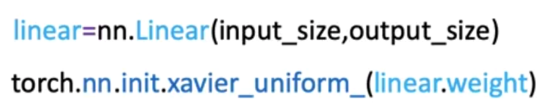 linear=nn.Linear(input_size,output_size)
torch.nn.init.xavier_uniform_(linear.weight)